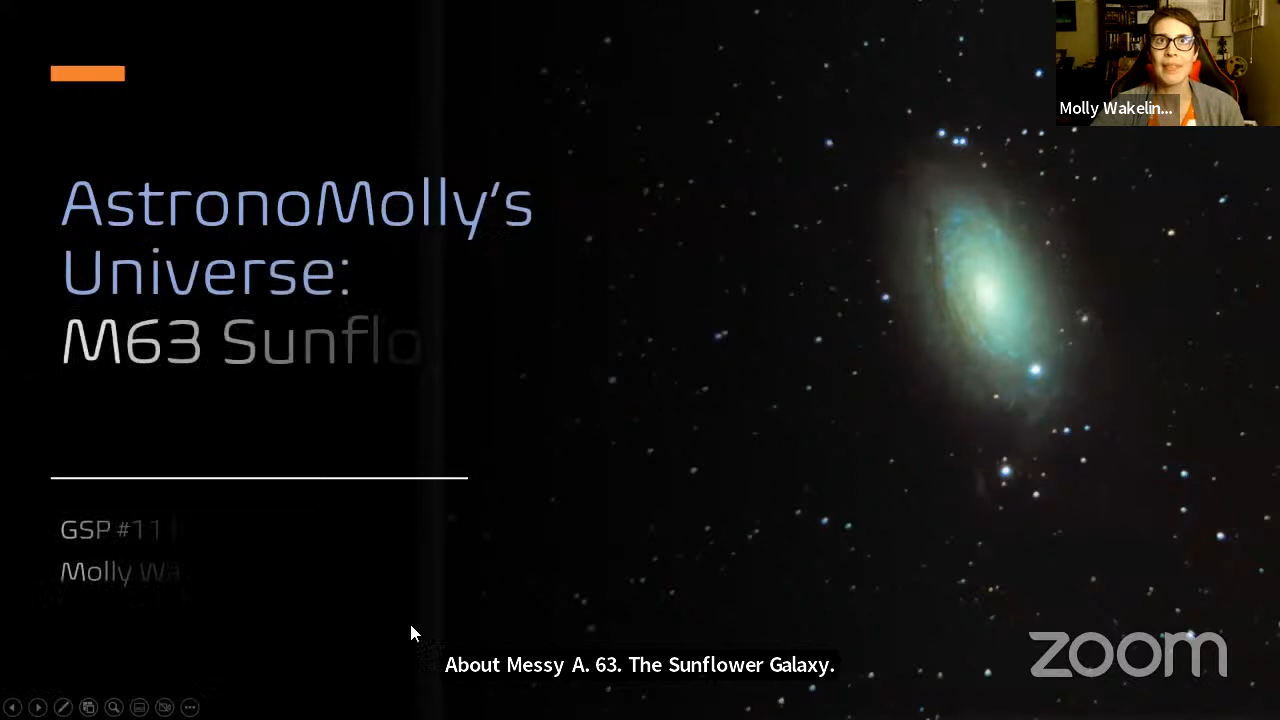 Molly Wakelin...
AstronoMolly's
Universe:
M63 Sunflo
GSP #11
Molly Wa
About Messy A. 63. The Sunflower Galaxy.
zoom